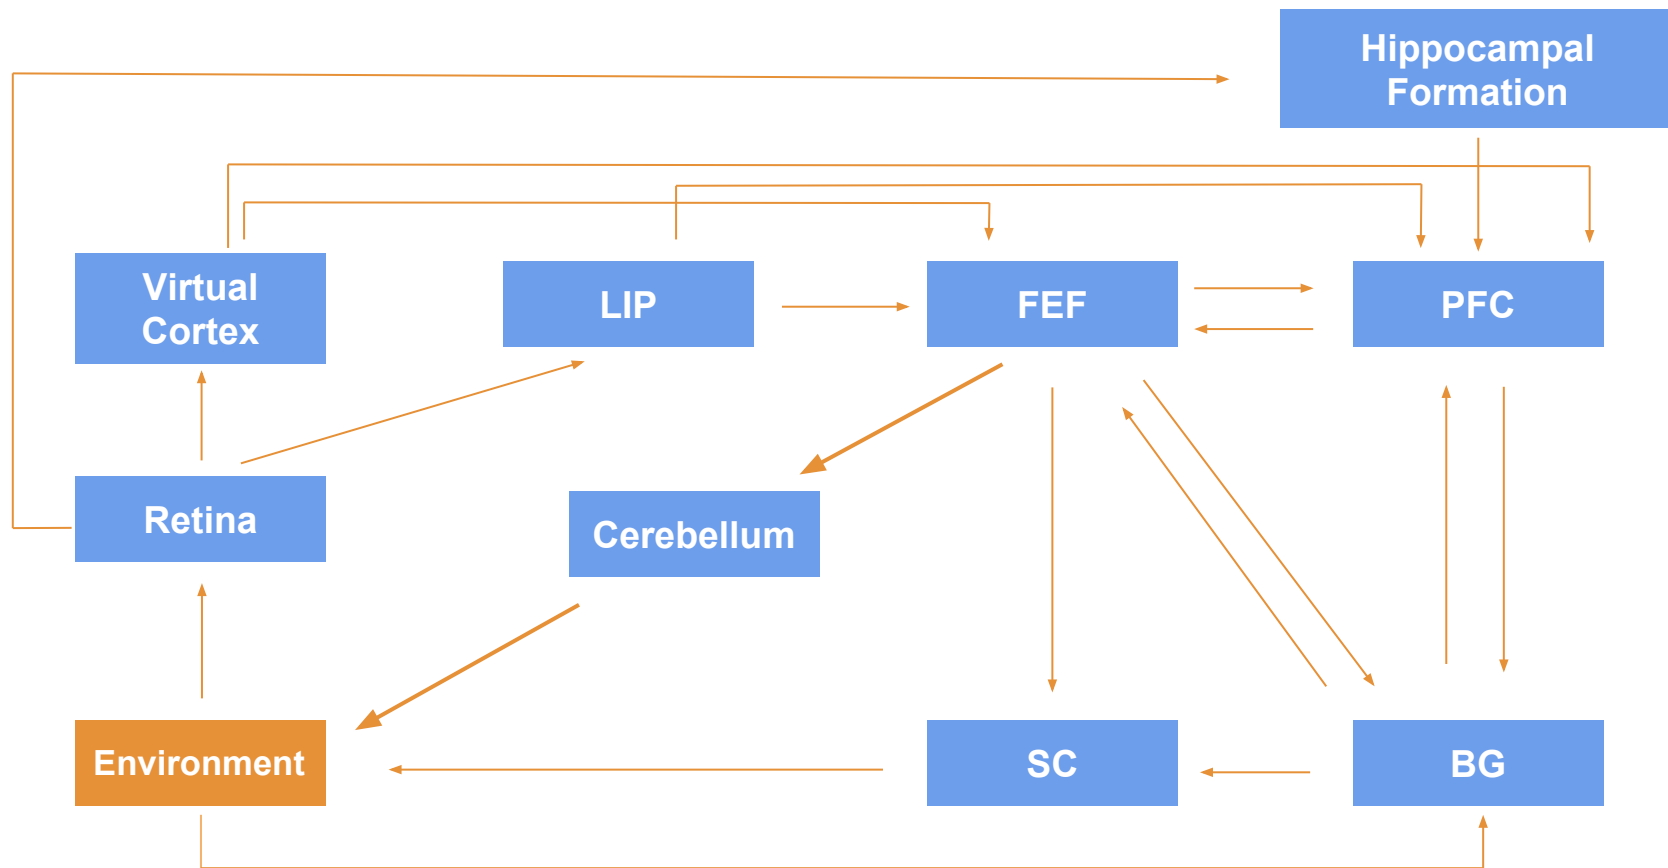 Hippocampal
Formation
Virtual
Cortex
LIP
FEF
PFC
Retina
Cerebellum
Environment
SC
BG